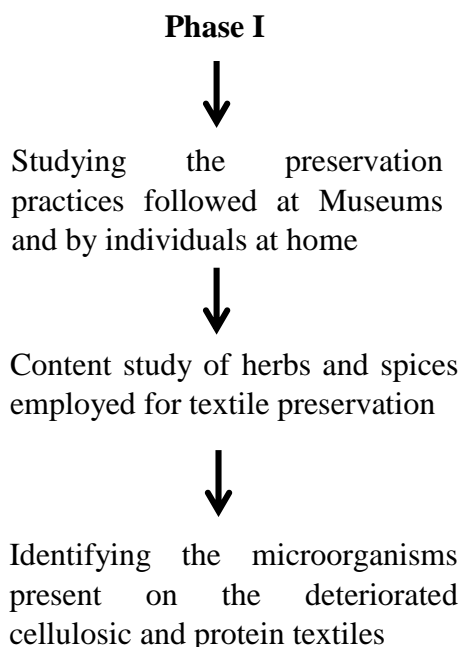 Phase I
Studying the preservation
practices followed at Museums
and by individuals at home
Content study of herbs and spices
employed for textile preservation
Identifying the microorganisms
present on the deteriorated
cellulosic and protein textiles